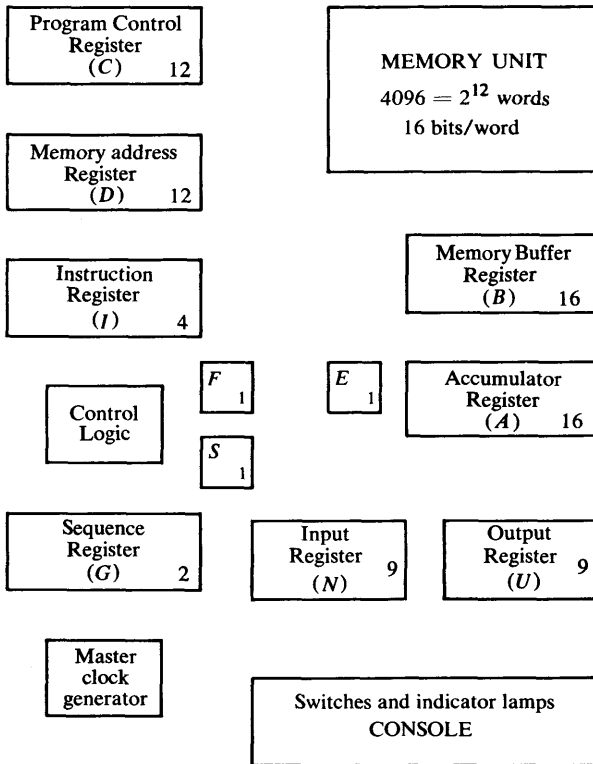 Program Control
Register
(C) 12
MEMORY UNIT
4096 = 2^12 words
16 bits/word
Memory address
Register
(D) 12
Memory Buffer
Register
(B) 16
Instruction
Register
(I) 4
F
1
E
1
Accumulator
Register
(A) 16
Control
Logic
S
1
Sequence
Register
(G) 2
Input
Register 9
(N)
Output
Register 9
(U)
Master
clock
generator
Switches and indicator lamps
CONSOLE